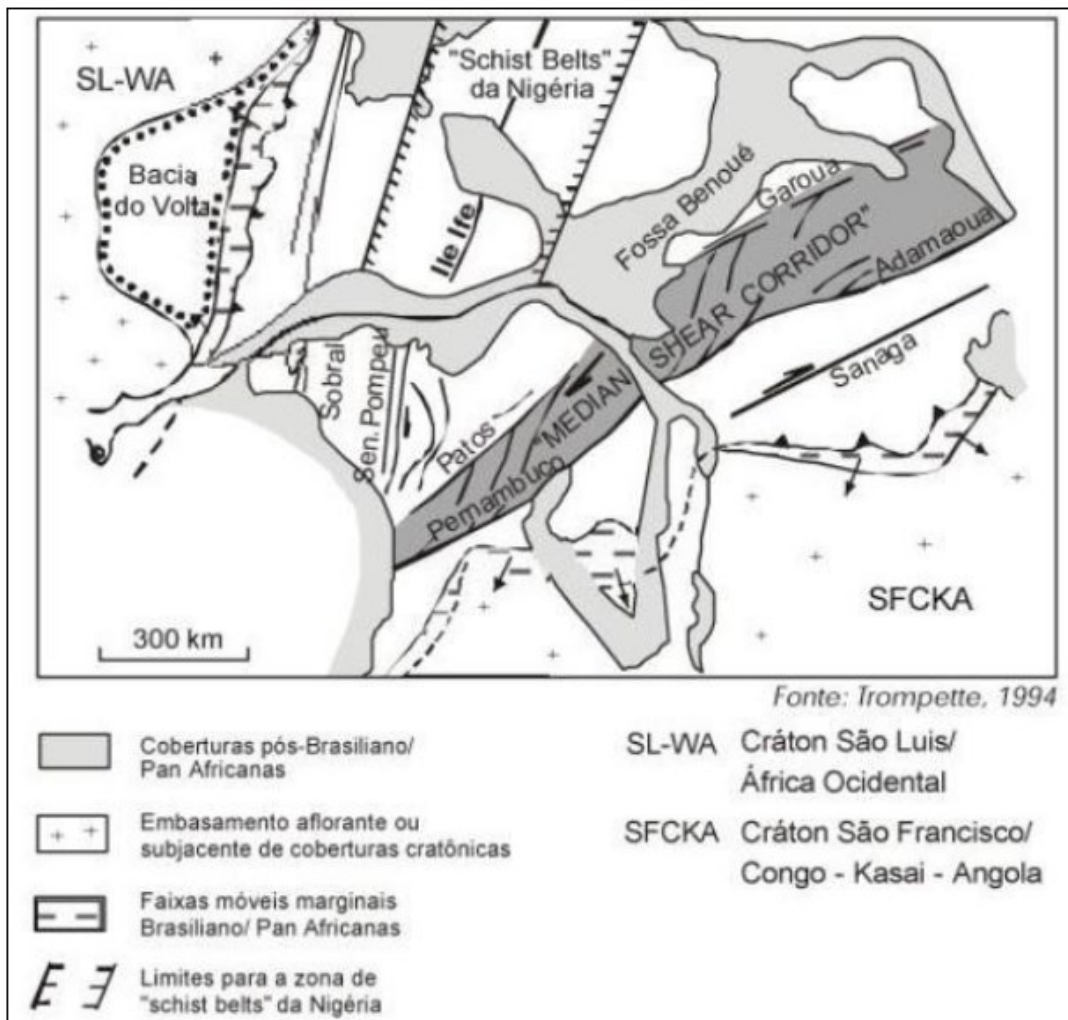 SL-WA
"Schist Belts"
da Nigéria
Bacia
do Volta
Ile Ife
Fossa Benoué
Garoua
Adamaoua
"MEDIAN SHEAR CORRIDOR"
Sanaga
Sobral
Sen. Pompeu
Patos
Pernambuco
SFCKA
300 km
Fonte: Trompette, 1994
Coberturas pós-Brasiliano/
Pan Africanas
Embasamento aflorante ou
subjacente de coberturas cratônicas
Faixas móveis marginais
Brasiliano/ Pan Africanas
Limites para a zona de
"schist belts" da Nigéria
SL-WA Cráton São Luis/
África Ocidental
SFCKA Cráton São Francisco/
Congo - Kasai - Angola